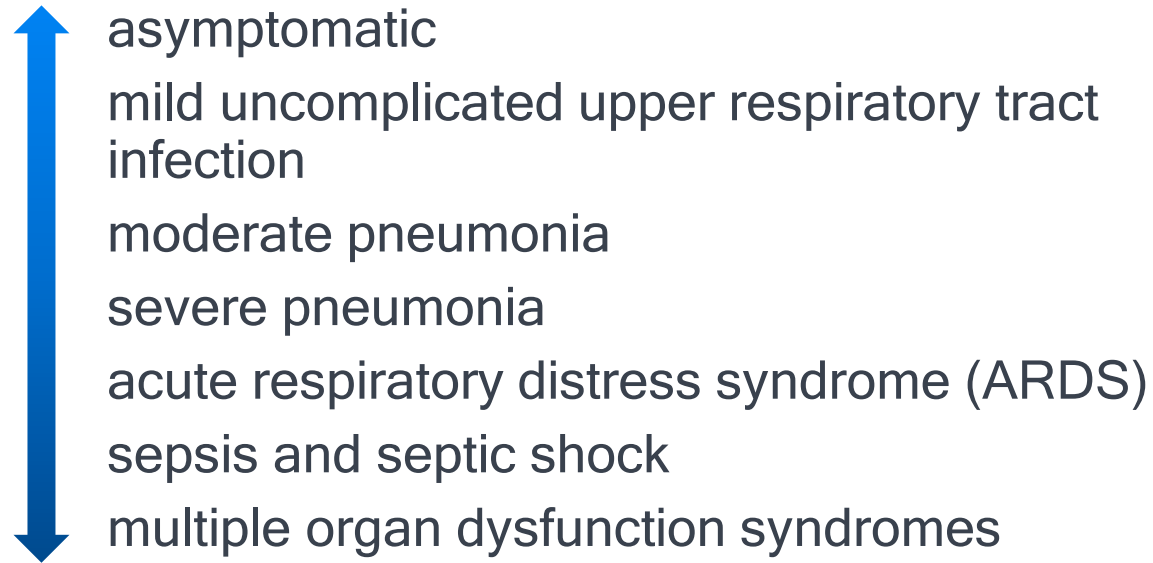 asymptomatic
mild uncomplicated upper respiratory tract
infection
moderate pneumonia
severe pneumonia
acute respiratory distress syndrome (ARDS)
sepsis and septic shock
multiple organ dysfunction syndromes